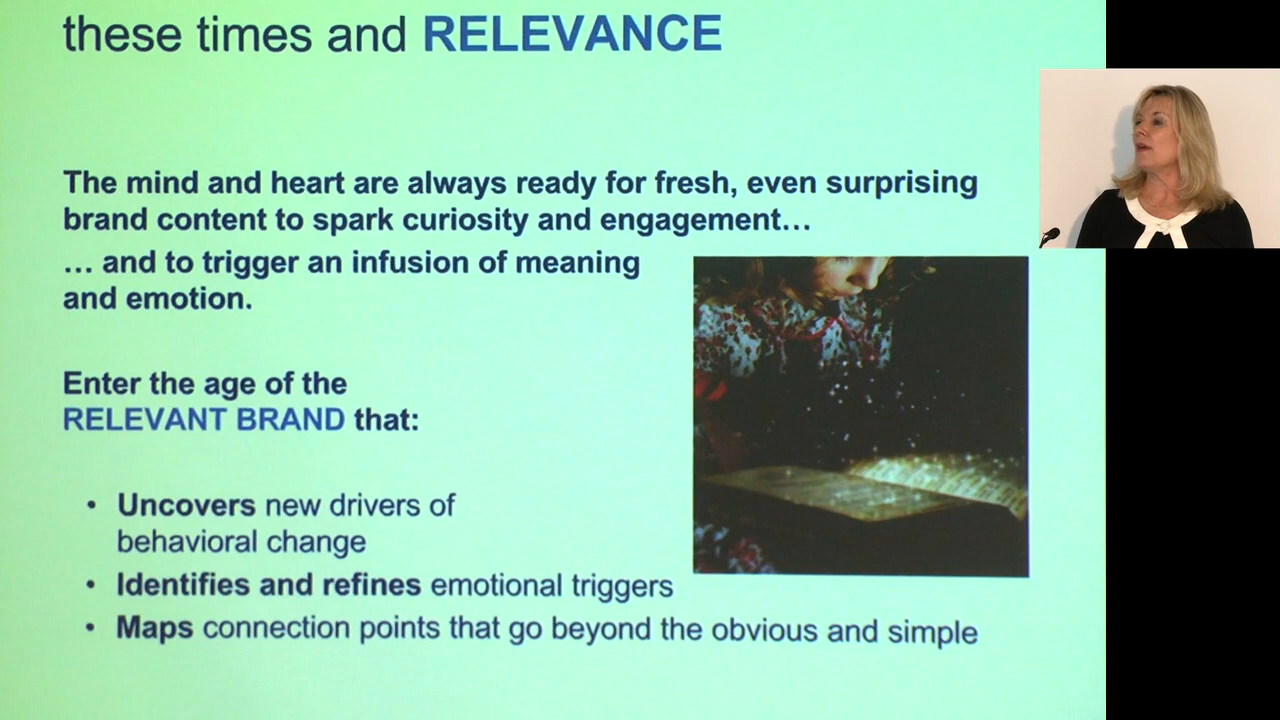 these times and RELEVANCE
The mind and heart are always ready for fresh, even surprising
brand content to spark curiosity and engagement…
… and to trigger an infusion of meaning
and emotion.
Enter the age of the
RELEVANT BRAND that:
• Uncovers new drivers of
behavioral change
• Identifies and refines emotional triggers
• Maps connection points that go beyond the obvious and simple